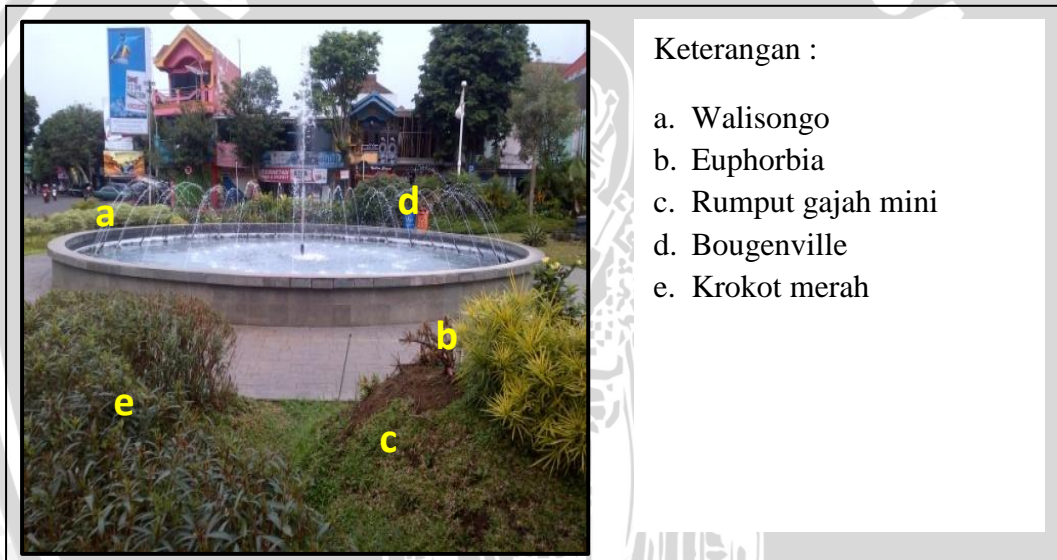 a
d
b
e
c
Keterangan :
a. Walisongo
b. Euphorbia
c. Rumput gajah mini
d. Bougenville
e. Krokot merah